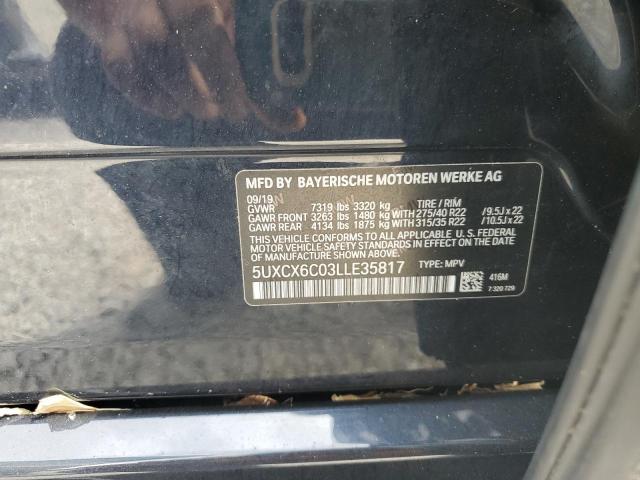 MFD BY BAYERISCHE MOTOREN WERKE AG
09/19
GVWR 7319 lbs 3320 kg TIRE / RIM
GAWR FRONT 3263 lbs 1480 kg WITH 275/40 R22 /9.5J x 22
GAWR REAR 4134 lbs 1875 kg WITH 315/35 R22 /10.5J x 22
THIS VEHICLE CONFORMS TO ALL APPLICABLE FEDERAL
MOTOR VEHICLE SAFETY STANDARDS IN EFFECT ON THE DATE
OF MANUFACTURE SHOWN ABOVE.
5UXCX6C03LLE35817 TYPE: MPV
416M
7 320 729